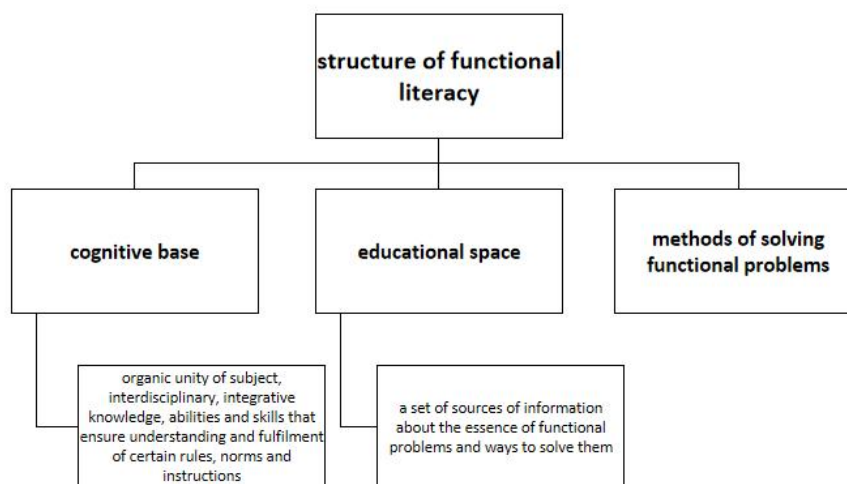 structure of functional
literacy
cognitive base
educational space
methods of solving
functional problems
organic unity of subject,
interdisciplinary, integrative
knowledge, abilities and skills that
ensure understanding and fulfilment
of certain rules, norms and
instructions
a set of sources of information
about the essence of functional
problems and ways to solve them